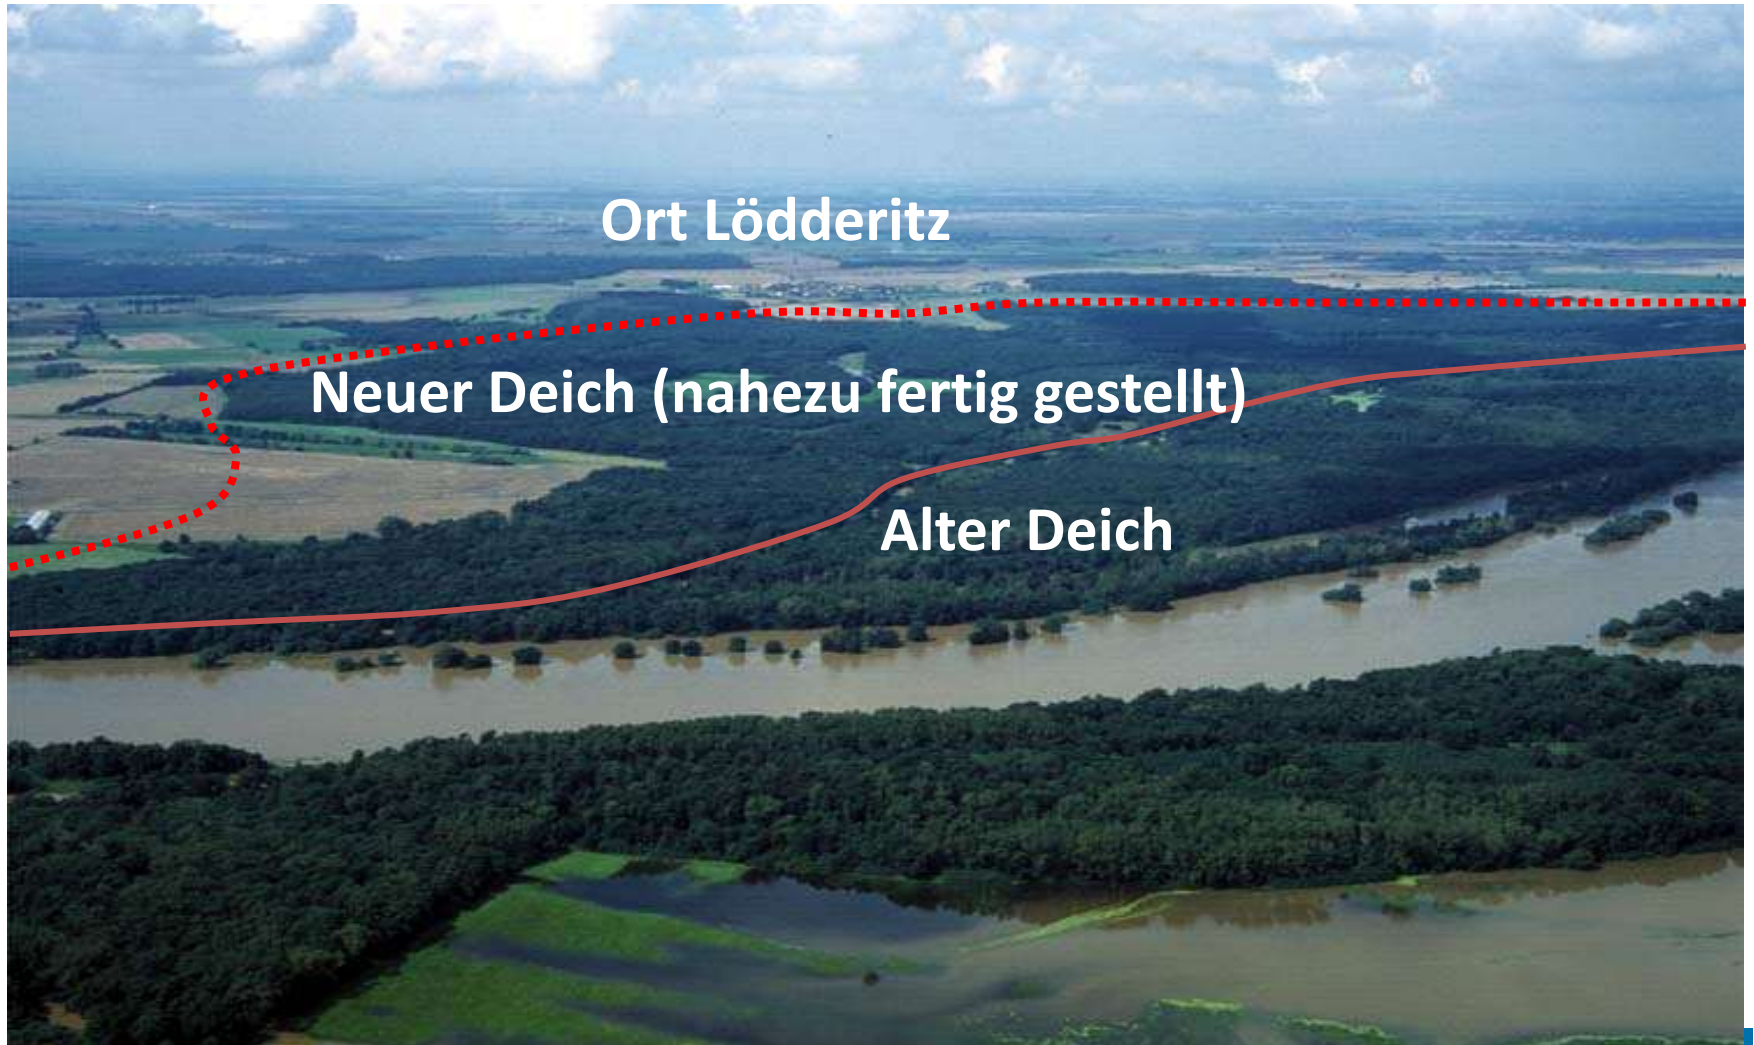 Ort Lödderitz
Neuer Deich (nahezu fertig gestellt)
Alter Deich